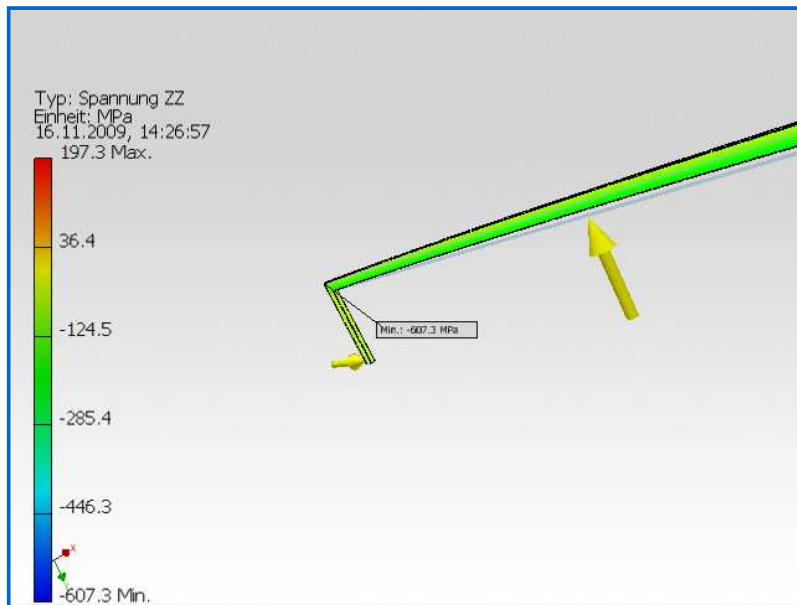 Typ: Spannung ZZ
Einheit: MPa
16.11.2009, 14:26:57
197.3 Max.
36.4
-124.5
Min.: -607.3 MPa
-285.4
-446.3
x
-607.3 Min.